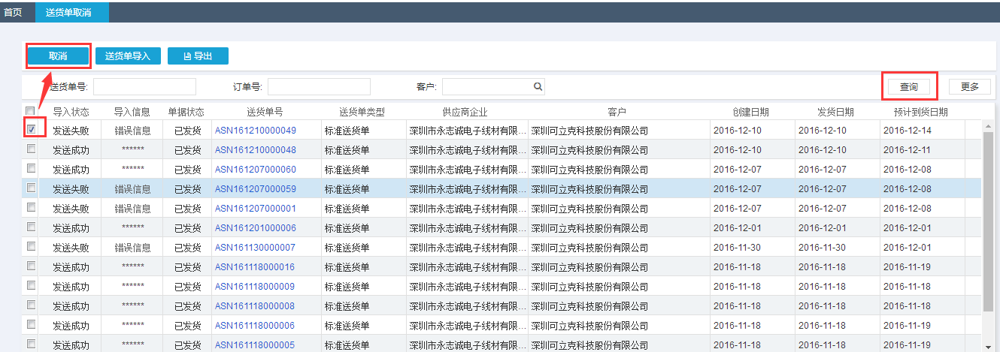 首页 送货单取消
取消 送货单导入 导出
送货单号: 订单号: 客户: 查询 更多
导入状态 导入信息 单据状态 送货单号 送货单类型 供应商企业 客户 创建日期 发货日期 预计到货日期
发送失败 错误信息 已发货 ASN161210000049 标准送货单 深圳市永志诚电子线材有限... 深圳可立克科技股份有限公司 2016-12-10 2016-12-10 2016-12-14
发送成功 ****** 已发货 ASN161210000048 标准送货单 深圳市永志诚电子线材有限... 深圳可立克科技股份有限公司 2016-12-10 2016-12-10 2016-12-11
发送成功 ****** 已发货 ASN161207000060 标准送货单 深圳市永志诚电子线材有限... 深圳可立克科技股份有限公司 2016-12-07 2016-12-07 2016-12-08
发送失败 错误信息 已发货 ASN161207000059 标准送货单 深圳市永志诚电子线材有限... 深圳可立克科技股份有限公司 2016-12-07 2016-12-07 2016-12-08
发送失败 错误信息 已发货 ASN161207000001 标准送货单 深圳市永志诚电子线材有限... 深圳可立克科技股份有限公司 2016-12-07 2016-12-07 2016-12-08
发送成功 ****** 已发货 ASN161201000006 标准送货单 深圳市永志诚电子线材有限... 深圳可立克科技股份有限公司 2016-12-01 2016-12-01 2016-12-01
发送失败 错误信息 已发货 ASN161130000007 标准送货单 深圳市永志诚电子线材有限... 深圳可立克科技股份有限公司 2016-11-30 2016-11-30 2016-12-01
发送成功 ****** 已发货 ASN161118000016 标准送货单 深圳市永志诚电子线材有限... 深圳可立克科技股份有限公司 2016-11-18 2016-11-18 2016-11-19
发送成功 ****** 已发货 ASN161118000009 标准送货单 深圳市永志诚电子线材有限... 深圳可立克科技股份有限公司 2016-11-18 2016-11-18 2016-11-18
发送成功 ****** 已发货 ASN161118000008 标准送货单 深圳市永志诚电子线材有限... 深圳可立克科技股份有限公司 2016-11-18 2016-11-18 2016-11-18
发送成功 ****** 已发货 ASN161118000006 标准送货单 深圳市永志诚电子线材有限... 深圳可立克科技股份有限公司 2016-11-18 2016-11-18 2016-11-19
发送成功 ****** 已发货 ASN161118000005 标准送货单 深圳市永志诚电子线材有限... 深圳可立克科技股份有限公司 2016-11-18 2016-11-18 2016-11-18